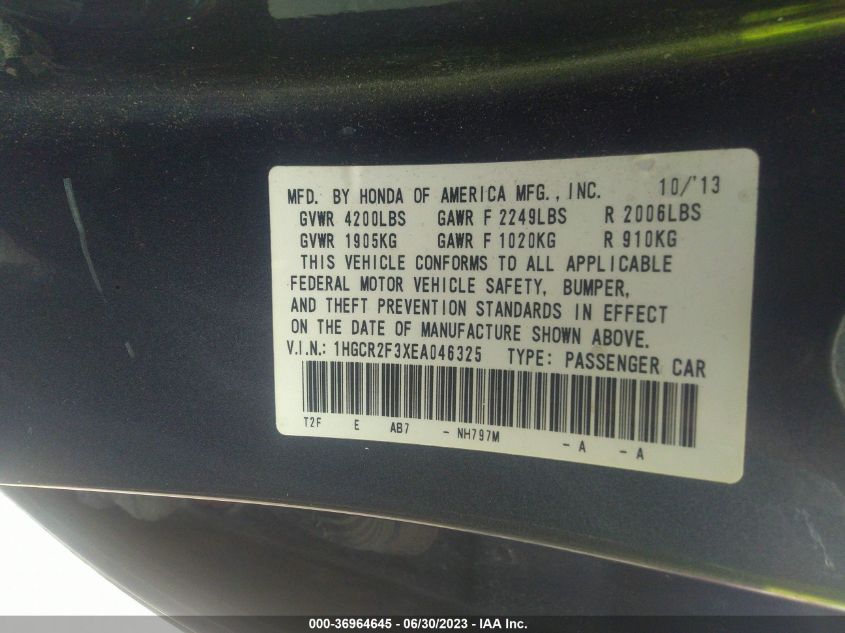 MFD. BY HONDA OF AMERICA MFG., INC. 10/'13
GVWR 4200LBS GAWR F 2249LBS R 2006LBS
GVWR 1905KG GAWR F 1020KG R 910KG
THIS VEHICLE CONFORMS TO ALL APPLICABLE
FEDERAL MOTOR VEHICLE SAFETY, BUMPER,
AND THEFT PREVENTION STANDARDS IN EFFECT
ON THE DATE OF MANUFACTURE SHOWN ABOVE.
V.I.N.: 1HGCR2F3XEA046325 TYPE: PASSENGER CAR
T2F E AB7 - NH797M - A - A
000-36964645 - 06/30/2023 - IAA Inc.